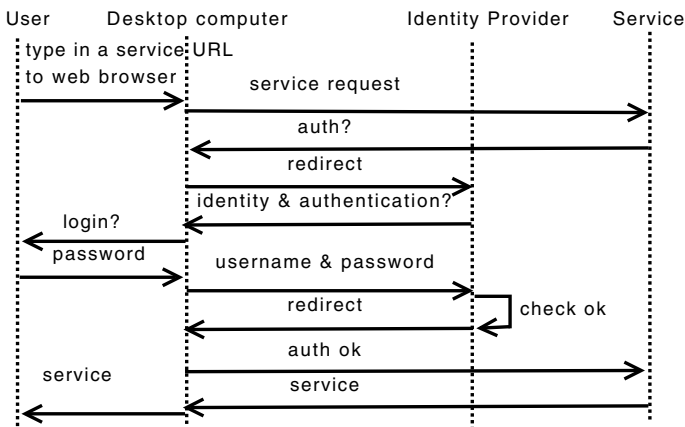 User Desktop computer Identity Provider Service
type in a service URL
to web browser
service request
auth?
redirect
identity & authentication?
login?
password
username & password
redirect
check ok
auth ok
service
service